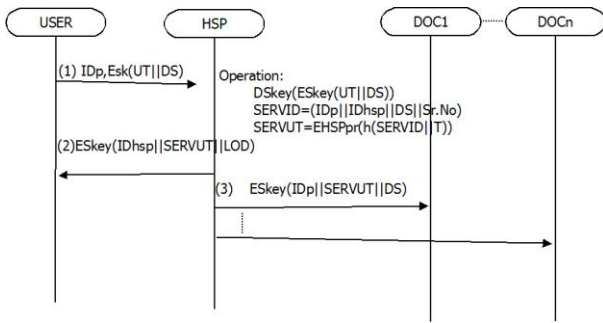 USER HSP DOC1 DOCn
(1) IDp,Esk(UT||DS)
Operation:
DSkey(ESkey(UT||DS))
SERVID=(IDp||IDhsp||DS||Sr.No)
SERVUT=EHSPpr(h(SERVID||T))
(2)ESkey(IDhsp||SERVUT||LOD)
(3) ESkey(IDp||SERVUT||DS)